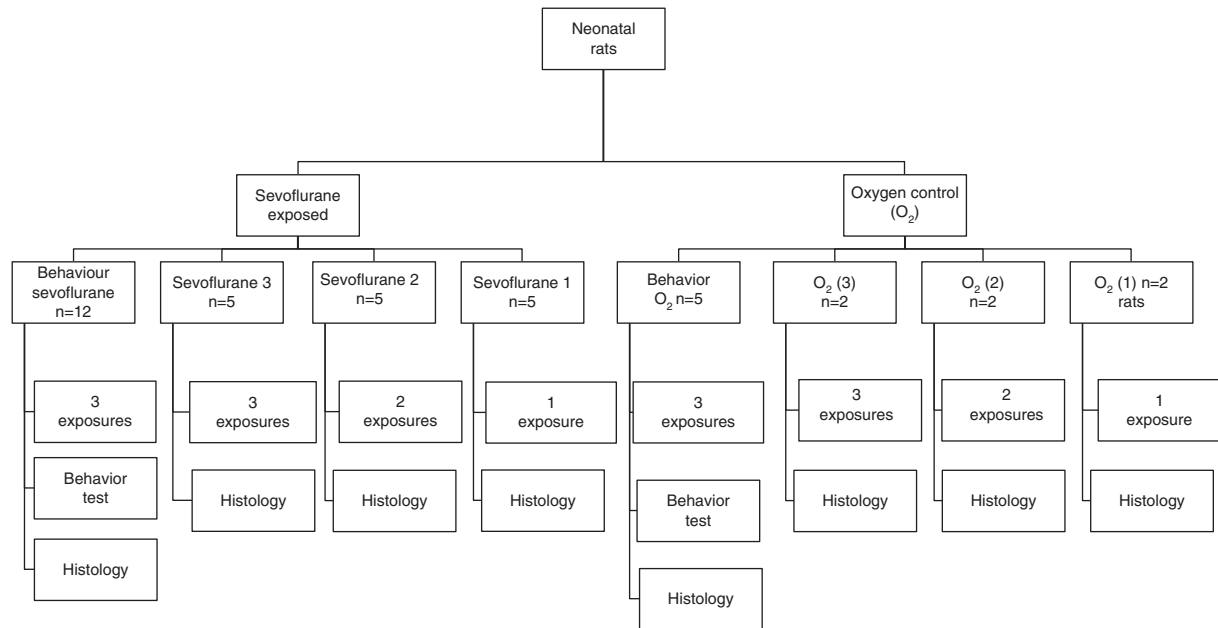 Neonatal
rats
Sevoflurane
exposed
Oxygen control
(O₂)
Behaviour
sevoflurane
n=12
Sevoflurane 3
n=5
Sevoflurane 2
n=5
Sevoflurane 1
n=5
Behavior
O₂ n=5
O₂ (3)
n=2
O₂ (2)
n=2
O₂ (1) n=2
rats
3
exposures
3
exposures
2
exposures
1
exposure
3
exposures
3
exposures
2
exposures
1
exposure
Behavior
test
Histology
Histology
Histology
Behavior
test
Histology
Histology
Histology
Histology
Histology